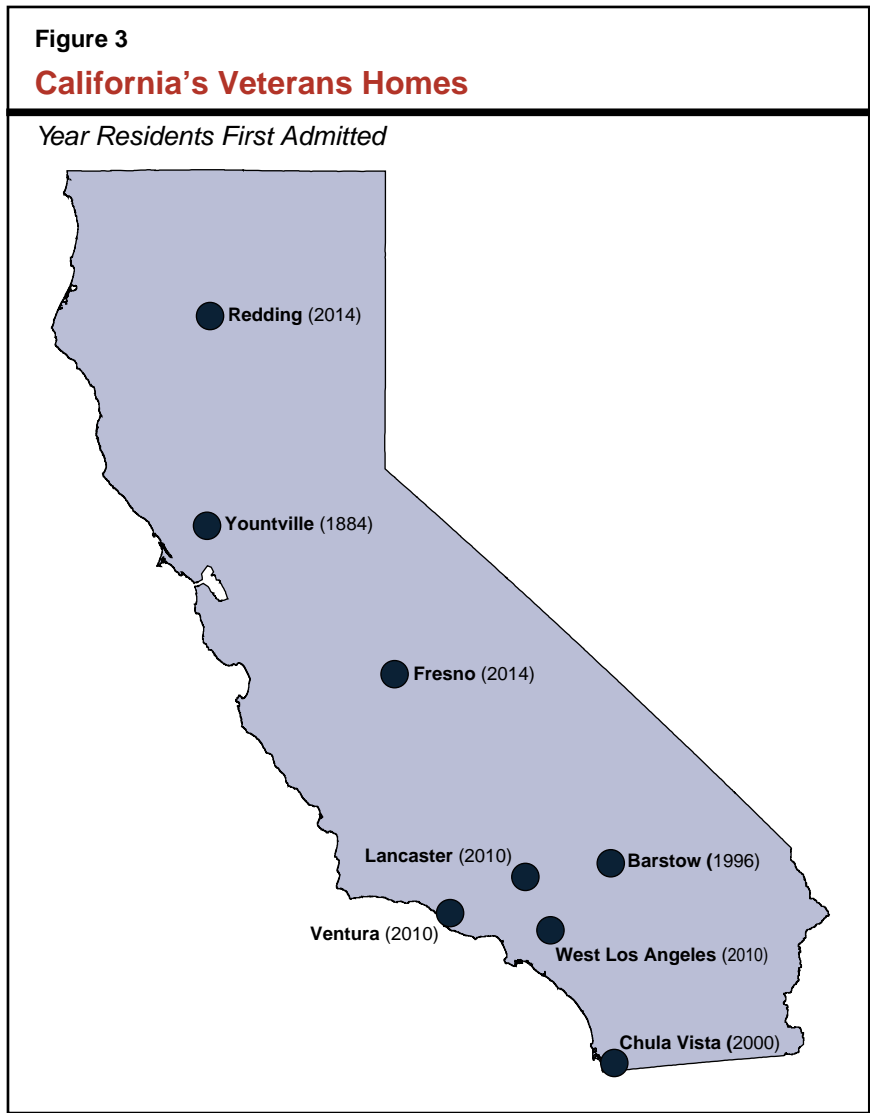 Figure 3
California’s Veterans Homes
Year Residents First Admitted
Redding (2014)
Yountville (1884)
Fresno (2014)
Lancaster (2010)
Barstow (1996)
Ventura (2010)
West Los Angeles (2010)
Chula Vista (2000)